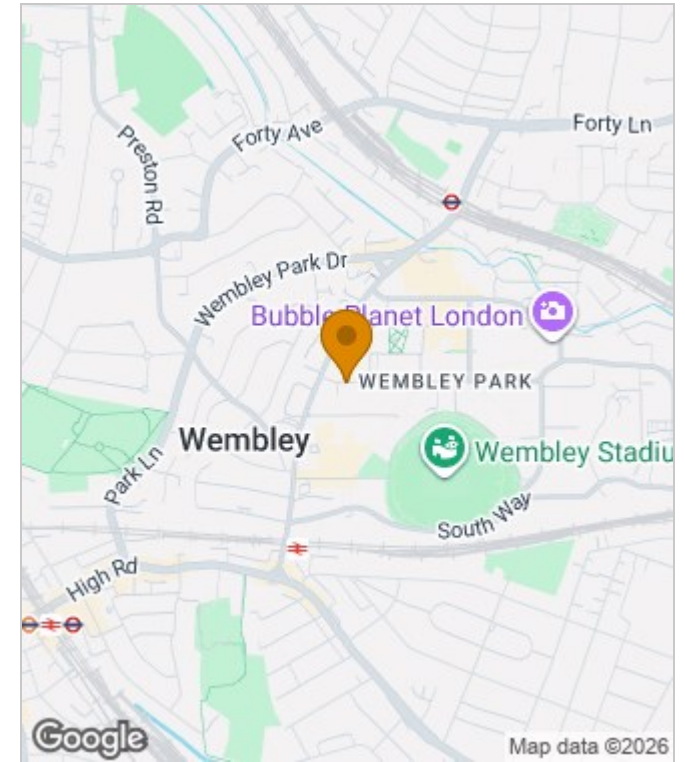 Forty Ave
Forty Ln
Preston Rd
Wembley Park Dr
Bubble Planet London
WEMBLEY PARK
Wembley
Wembley Stadiu
Park Ln
South Way
High Rd
Google
Map data ©2026